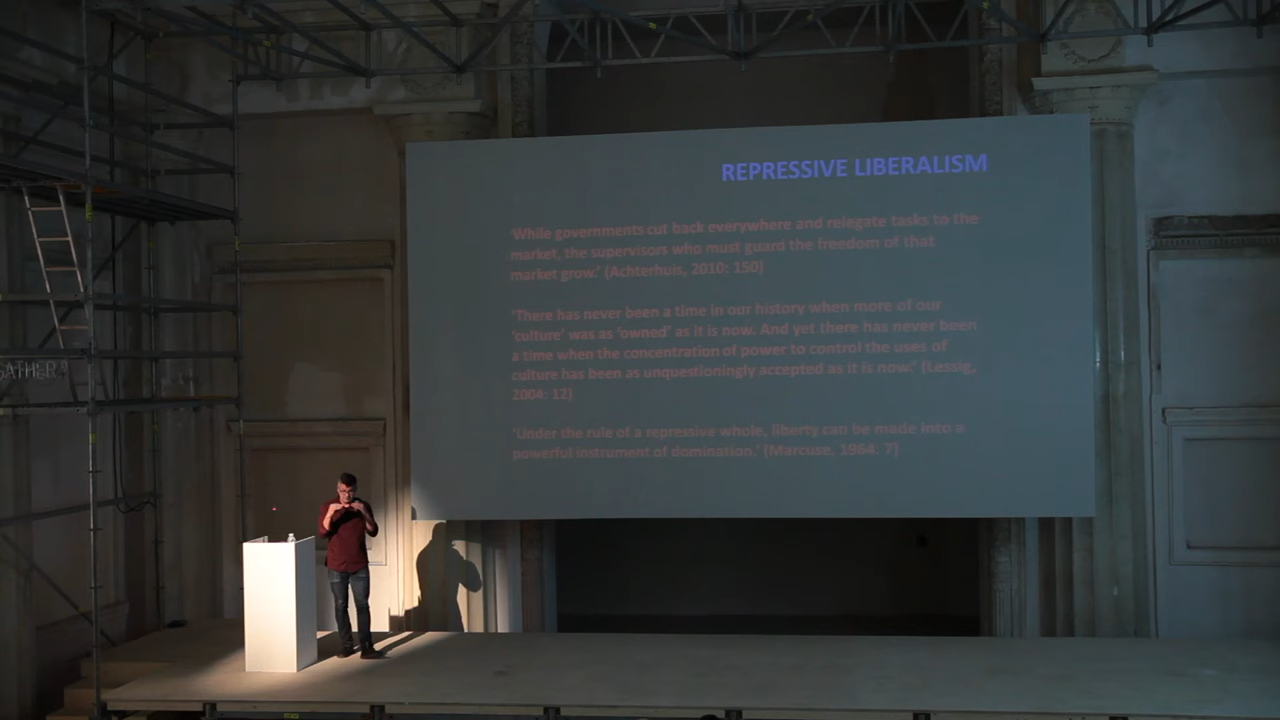 REPRESSIVE LIBERALISM
'While governments cut back everywhere and relegate tasks to the
market, the supervisors who must guard the freedom of that
market grow.' (Achterhuis, 2010: 150)
'There has never been a time in our history when more of our
'culture' was as 'owned' as it is now. And yet there has never been
a time when the concentration of power to control the uses of
culture has been as unquestioningly accepted as it is now.' (Lessig,
2004: 12)
'Under the rule of a repressive whole, liberty can be made into a
powerful instrument of domination.' (Marcuse, 1964: 7)